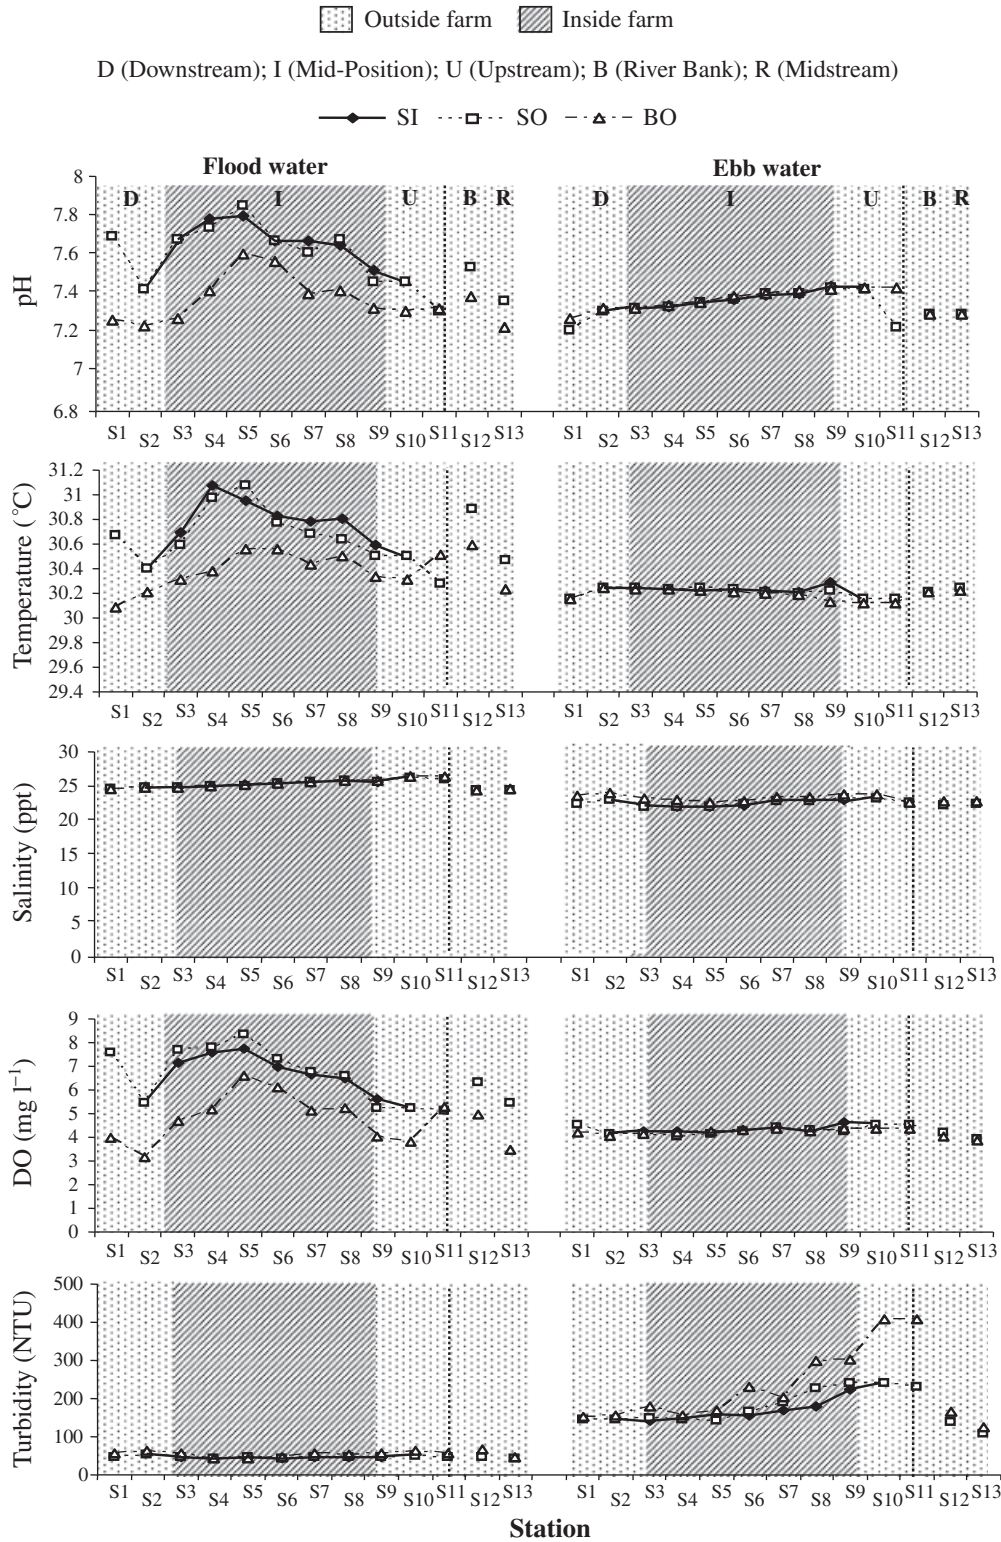 Outside farm Inside farm
D (Downstream); I (Mid-Position); U (Upstream); B (River Bank); R (Midstream)
SI SO BO
Flood water Ebb water
pH
8
7.8
7.6
7.4
7.2
7
6.8
D I U B R D I U B R
S1 S2 S3 S4 S5 S6 S7 S8 S9 S10 S11 S12 S13 S1 S2 S3 S4 S5 S6 S7 S8 S9 S10 S11 S12 S13
Temperature (°C)
31.2
31
30.8
30.6
30.4
30.2
30
29.8
29.6
29.4
S1 S2 S3 S4 S5 S6 S7 S8 S9 S10 S11 S12 S13 S1 S2 S3 S4 S5 S6 S7 S8 S9 S10 S11 S12 S13
Salinity (ppt)
30
25
20
15
10
5
0
S1 S2 S3 S4 S5 S6 S7 S8 S9 S10 S11 S12 S13 S1 S2 S3 S4 S5 S6 S7 S8 S9 S10 S11 S12 S13
DO (mg l⁻¹)
9
8
7
6
5
4
3
2
1
0
S1 S2 S3 S4 S5 S6 S7 S8 S9 S10 S11 S12 S13 S1 S2 S3 S4 S5 S6 S7 S8 S9 S10 S11 S12 S13
Turbidity (NTU)
500
400
300
200
100
0
S1 S2 S3 S4 S5 S6 S7 S8 S9 S10 S11 S12 S13 S1 S2 S3 S4 S5 S6 S7 S8 S9 S10 S11 S12 S13
Station